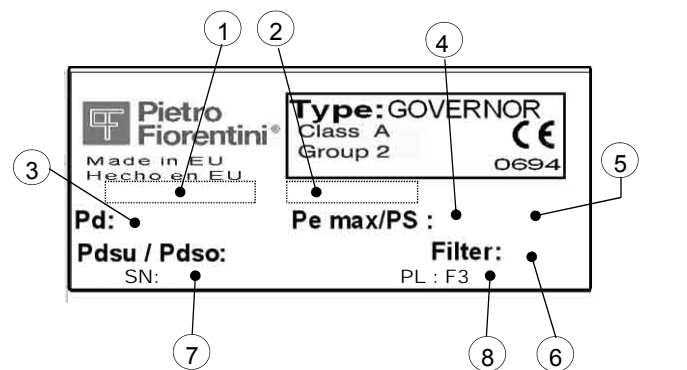 1
2
4
Pietro
Fiorentini®
Type: GOVERNOR
Class A
Group 2
CE
0694
Made in EU
Hecho en EU
3
5
Pd:
Pe max/PS :
Pdsu / Pdso:
Filter:
SN:
PL : F3
7
8
6